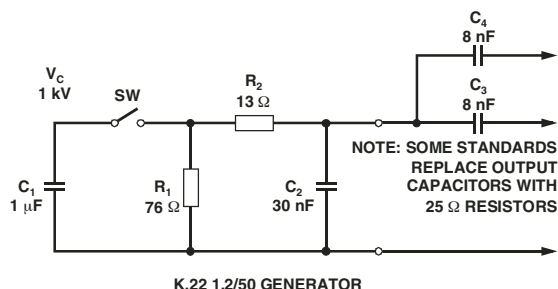 C4
8 nF
VC
1 kV
SW
R2
13 Ω
C3
8 nF
NOTE: SOME STANDARDS
REPLACE OUTPUT
CAPACITORS WITH
25 Ω RESISTORS
C1
1 μF
R1
76 Ω
C2
30 nF
K.22 1.2/50 GENERATOR